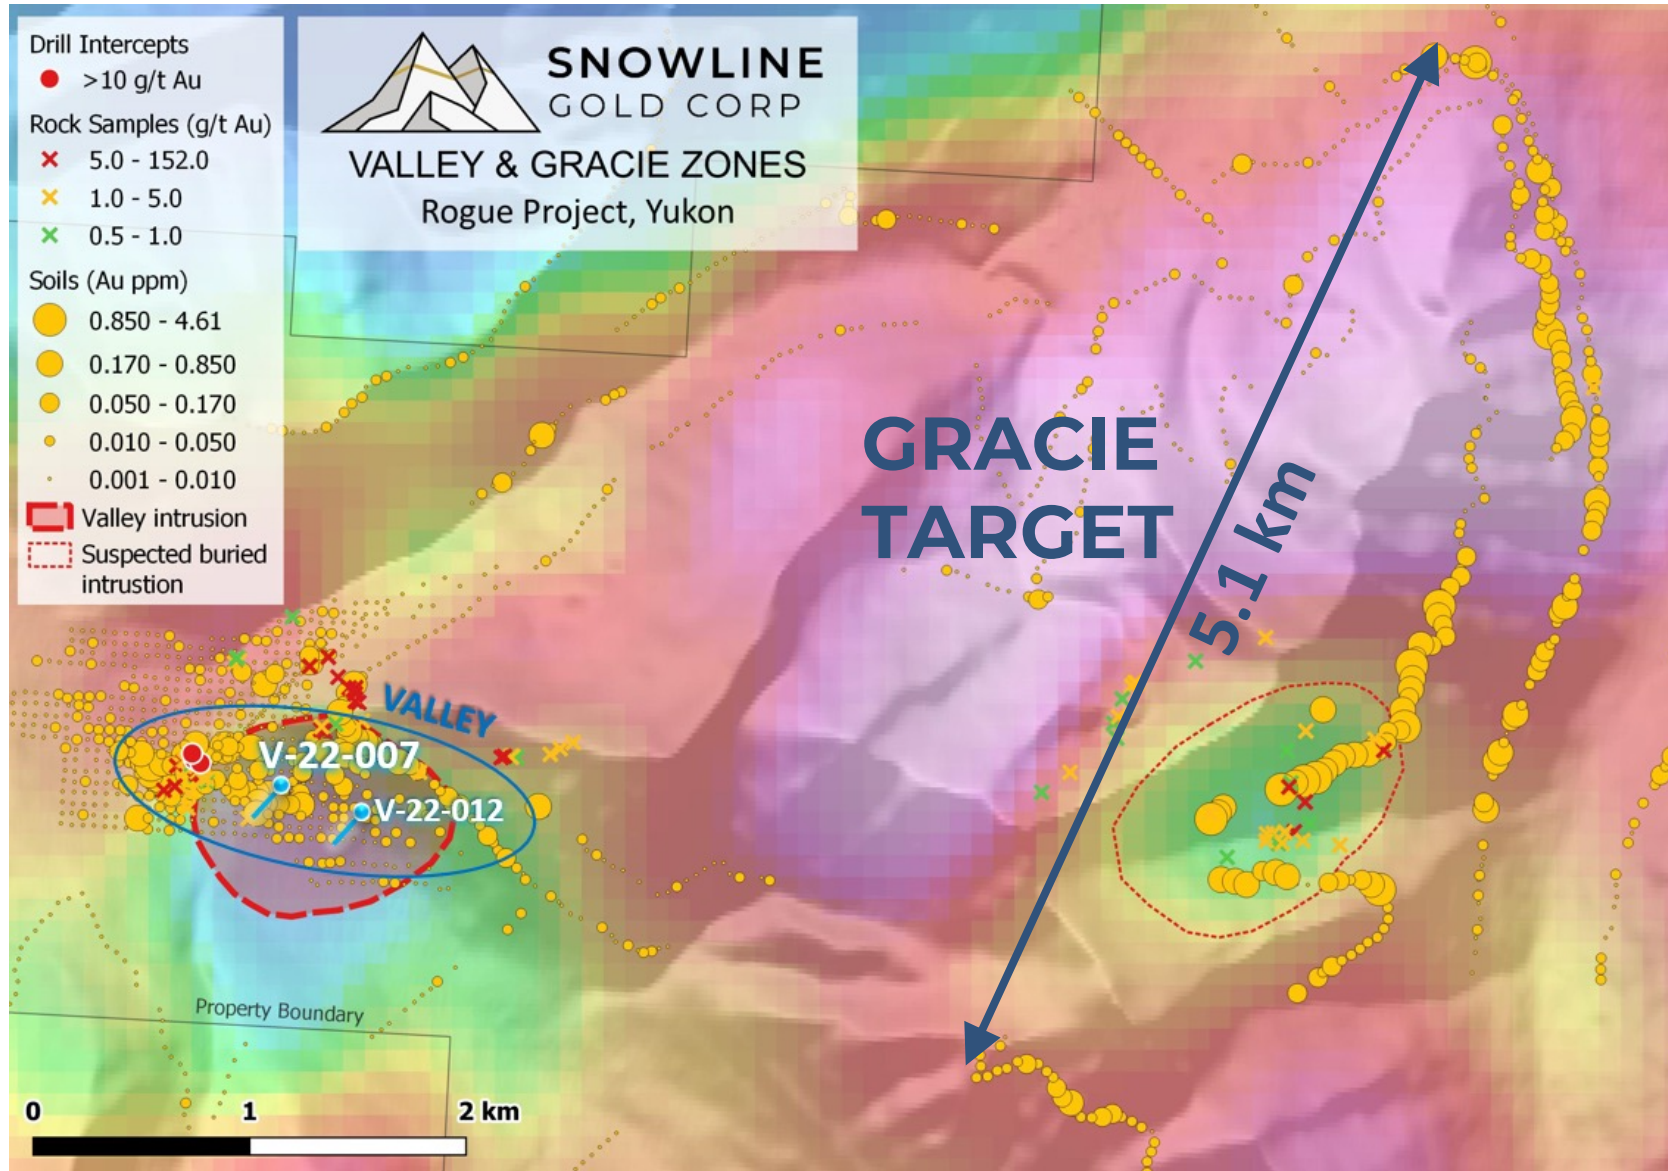 Drill Intercepts
>10 g/t Au
Rock Samples (g/t Au)
5.0 - 152.0
1.0 - 5.0
0.5 - 1.0
Soils (Au ppm)
0.850 - 4.61
0.170 - 0.850
0.050 - 0.170
0.010 - 0.050
0.001 - 0.010
Valley intrusion
Suspected buried
intrustion
SNOWLINE
GOLD CORP
VALLEY & GRACIE ZONES
Rogue Project, Yukon
GRACIE
TARGET
5.1 km
VALLEY
V-22-007
V-22-012
Property Boundary
0 1 2 km